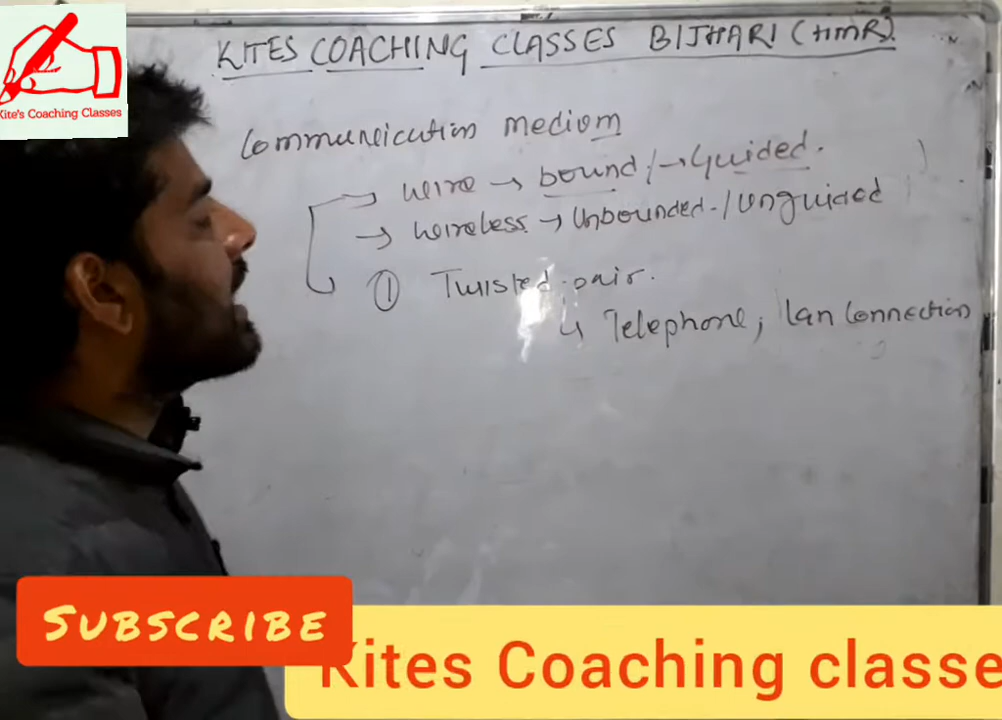 KITES COACHING CLASSES BIJHARI (HMR).
Kite's Coaching Classes
Communication mediom
→ wire → bound/→Guided.
→ wireless → Unbounded./Unguided
① Twisted-pair.
↳ Telephone, Lan Connection
SUBSCRIBE
Kites Coaching classe